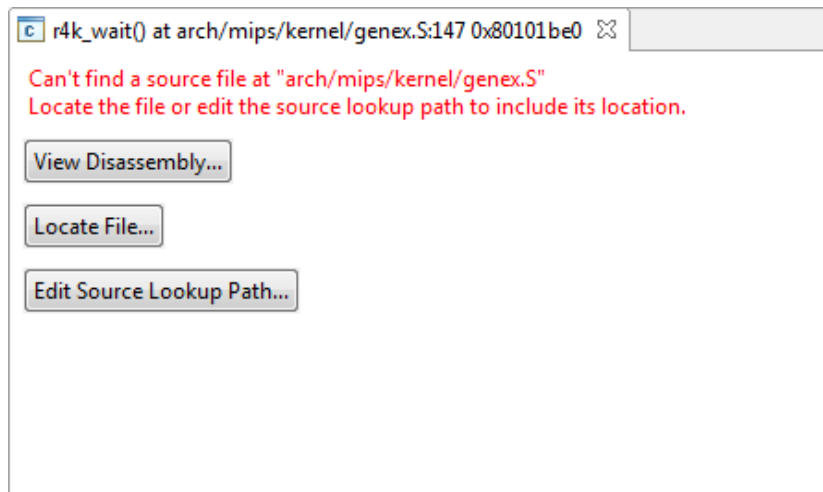 r4k_wait() at arch/mips/kernel/genex.S:147 0x80101be0
Can't find a source file at "arch/mips/kernel/genex.S"
Locate the file or edit the source lookup path to include its location.
View Disassembly...
Locate File...
Edit Source Lookup Path...